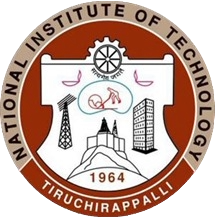 NATIONAL INSTITUTE OF TECHNOLOGY
1964
TIRUCHIRAPPALLI